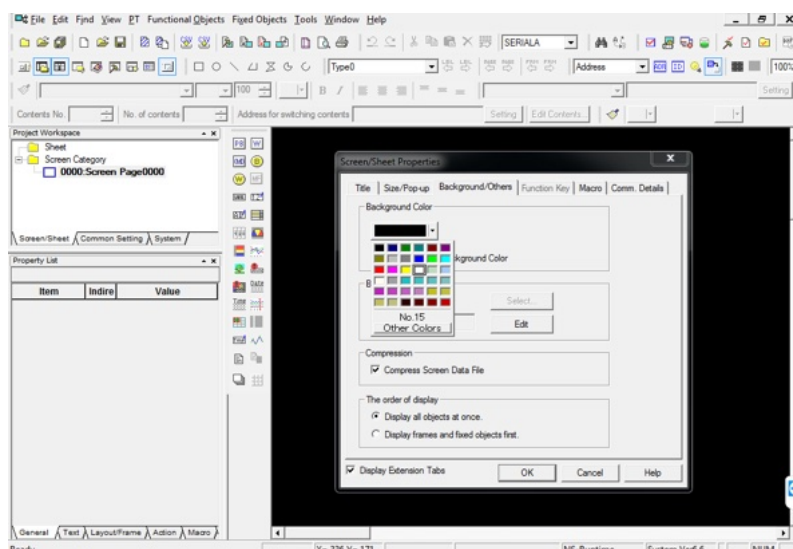 File Edit Find View PT Functional Objects Fixed Objects Tools Window Help
SERIALA
Type0 Address 100%
100 B / Setting
Contents No. No. of contents Address for switching contents Setting Edit Contents...
Project Workspace
Sheet
Screen Category
0000:Screen Page0000
Screen/Sheet Common Setting System
Property List
Item Indire Value
General Text Layout/Frame Action Macro
Screen/Sheet Properties X
Title Size/Pop-up Background/Others Function Key Macro Comm. Details
Background Color
kground Color
B
No.15
Other Colors
Select...
Edit
Compression
Compress Screen Data File
The order of display
Display all objects at once.
Display frames and fixed objects first.
Display Extension Tabs OK Cancel Help